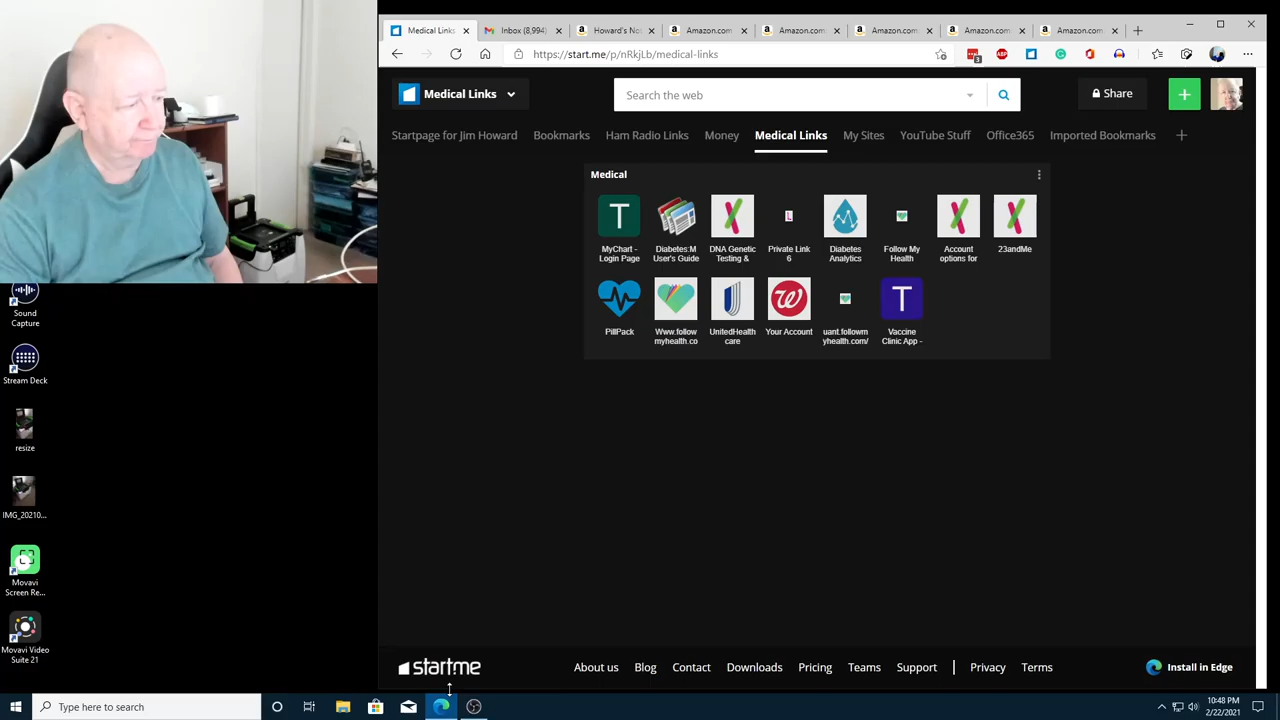 Medical Links
Inbox (8,994)
Howard's No
Amazon.com
Amazon.com
Amazon.com
Amazon.com
Amazon.com
https://start.me/p/nRkjLb/medical-links
ABP
3
Medical Links
Search the web
Share
Startpage for Jim Howard
Bookmarks
Ham Radio Links
Money
Medical Links
My Sites
YouTube Stuff
Office365
Imported Bookmarks
Medical
T
MyChart -
Login Page
Diabetes:M
User's Guide
DNA Genetic
Testing &
L
Private Link
6
Diabetes
Analytics
Follow My
Health
Account
options for
23andMe
PillPack
Www.follow
myhealth.co
UnitedHealth
care
W
Your Account
uant.followm
yhealth.com/
T
Vaccine
Clinic App -
Sound
Capture
Stream Deck
resize
IMG_20210...
Movavi
Screen Re...
Movavi Video
Suite 21
start.me
About us
Blog
Contact
Downloads
Pricing
Teams
Support
Privacy
Terms
Install in Edge
Type here to search
10:48 PM
2/22/2021